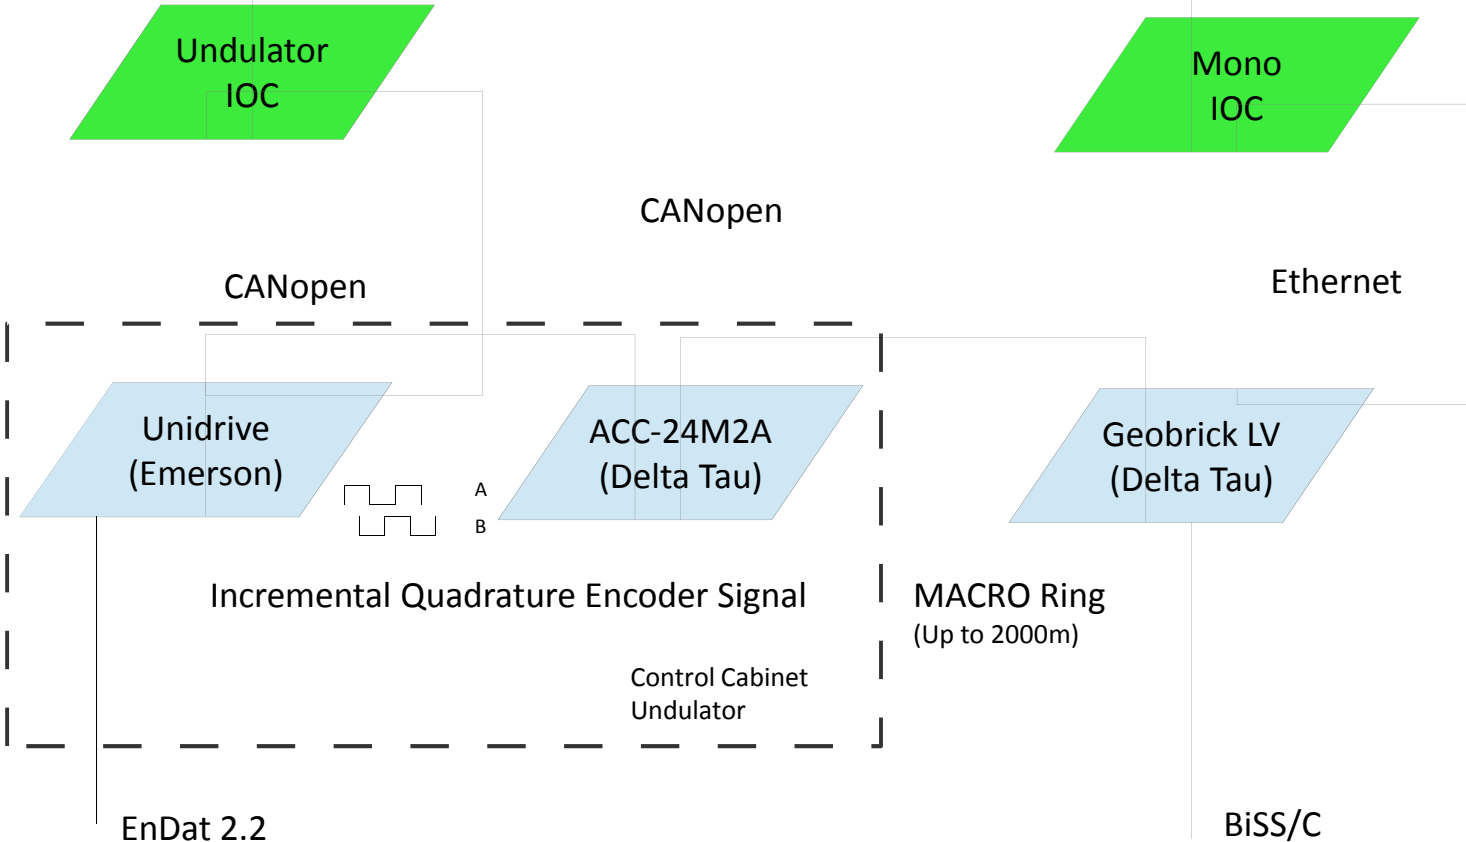 Undulator
IOC
Mono
IOC
CANopen
CANopen
Ethernet
Unidrive
(Emerson)
A
B
ACC-24M2A
(Delta Tau)
Geobrick LV
(Delta Tau)
Incremental Quadrature Encoder Signal
MACRO Ring
(Up to 2000m)
Control Cabinet
Undulator
EnDat 2.2
BiSS/C